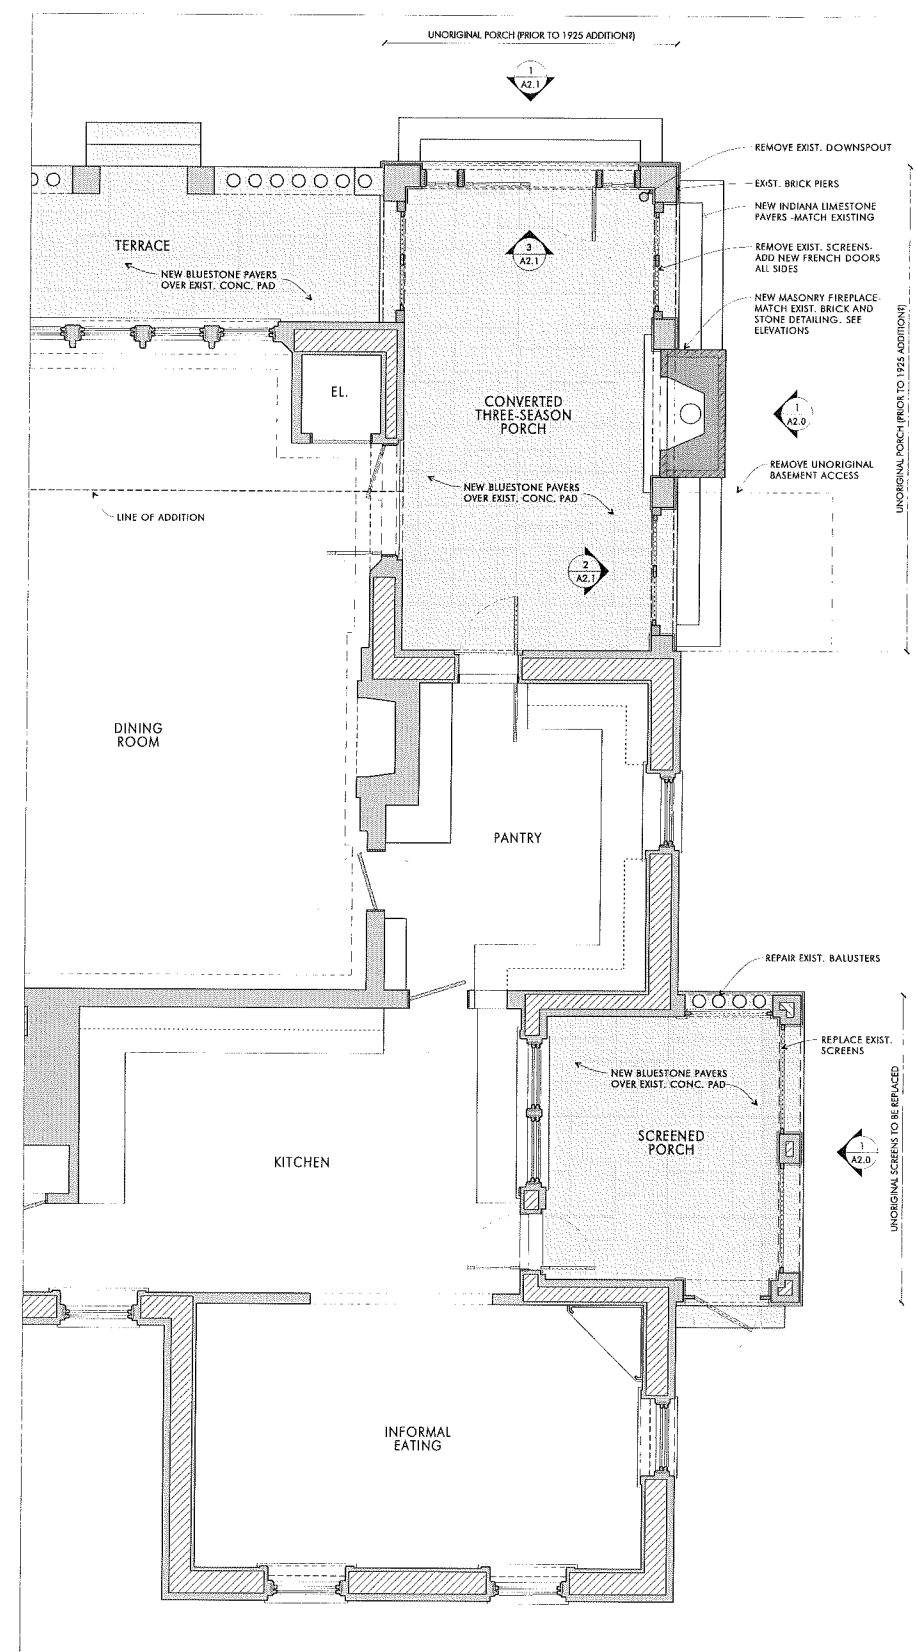 UNORIGINAL PORCH (PRIOR TO 1925 ADDITION?)
1
A2.1
REMOVE EXIST. DOWNSPOUT
EXIST. BRICK PIERS
NEW INDIANA LIMESTONE
PAVERS -MATCH EXISTING
REMOVE EXIST. SCREENS-
ADD NEW FRENCH DOORS
ALL SIDES
NEW MASONRY FIREPLACE-
MATCH EXIST. BRICK AND
STONE DETAILING. SEE
ELEVATIONS
UNORIGINAL PORCH (PRIOR TO 1925 ADDITION?)
TERRACE
NEW BLUESTONE PAVERS
OVER EXIST. CONC. PAD
3
A2.1
EL.
CONVERTED
THREE-SEASON
PORCH
1
A2.0
REMOVE UNORIGINAL
BASEMENT ACCESS
NEW BLUESTONE PAVERS
OVER EXIST. CONC. PAD
LINE OF ADDITION
2
A2.1
DINING
ROOM
PANTRY
REPAIR EXIST. BALUSTERS
REPLACE EXIST.
SCREENS
NEW BLUESTONE PAVERS
OVER EXIST. CONC. PAD
SCREENED
PORCH
1
A2.0
UNORIGINAL SCREENS TO BE REPLACED
KITCHEN
INFORMAL
EATING